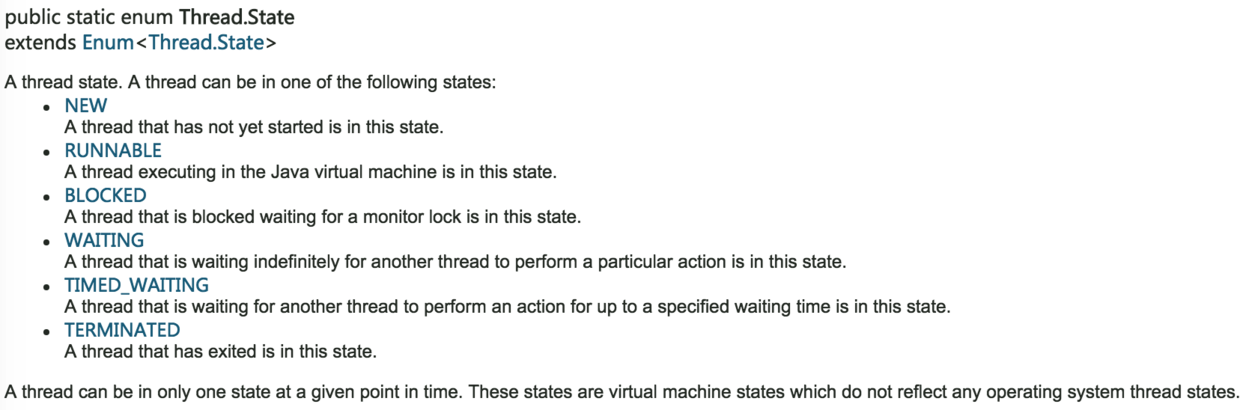 public static enum Thread.State
extends Enum<Thread.State>
A thread state. A thread can be in one of the following states:
• NEW
A thread that has not yet started is in this state.
• RUNNABLE
A thread executing in the Java virtual machine is in this state.
• BLOCKED
A thread that is blocked waiting for a monitor lock is in this state.
• WAITING
A thread that is waiting indefinitely for another thread to perform a particular action is in this state.
• TIMED_WAITING
A thread that is waiting for another thread to perform an action for up to a specified waiting time is in this state.
• TERMINATED
A thread that has exited is in this state.
A thread can be in only one state at a given point in time. These states are virtual machine states which do not reflect any operating system thread states.